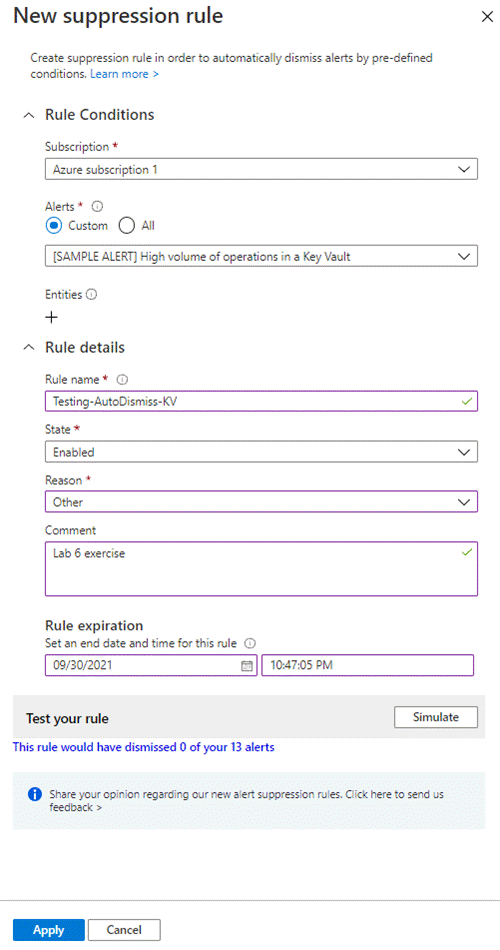 New suppression rule
Create suppression rule in order to automatically dismiss alerts by pre-defined
conditions. Learn more >
Rule Conditions
Subscription *
Azure subscription 1
Alerts *
Custom
All
[SAMPLE ALERT] High volume of operations in a Key Vault
Entities
Rule details
Rule name *
Testing-AutoDismiss-KV
State *
Enabled
Reason *
Other
Comment
Lab 6 exercise
Rule expiration
Set an end date and time for this rule
09/30/2021
10:47:05 PM
Test your rule
Simulate
This rule would have dismissed 0 of your 13 alerts
Share your opinion regarding our new alert suppression rules. Click here to send us
feedback >
Apply
Cancel